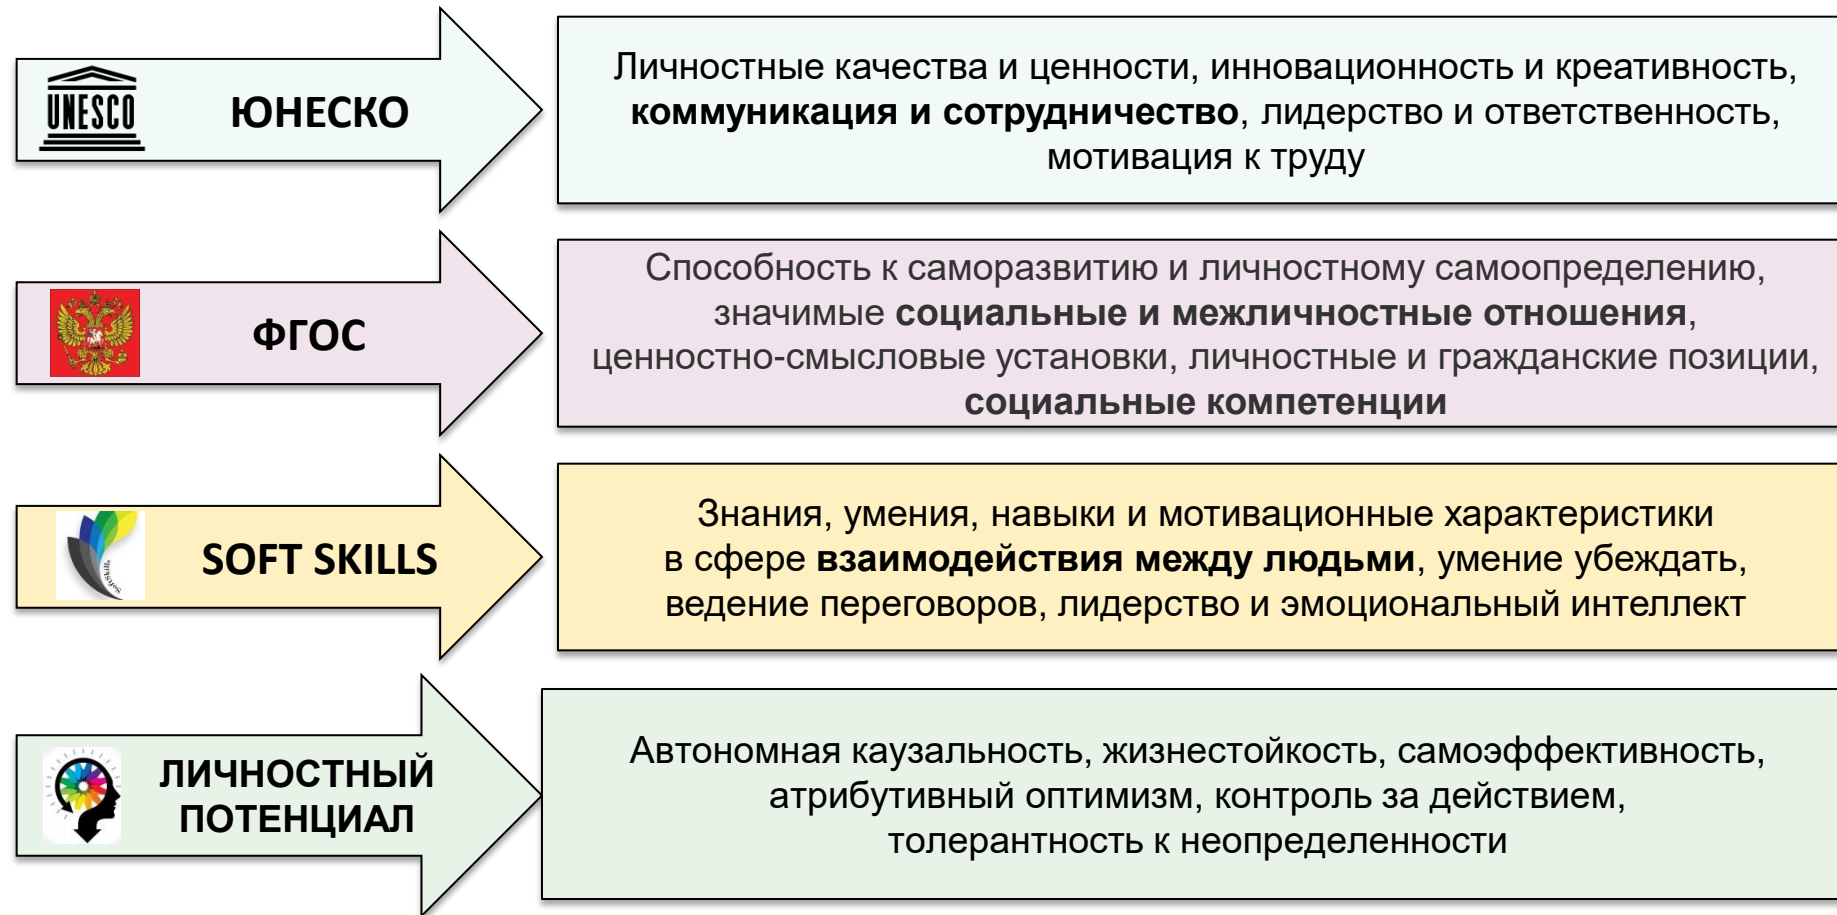 UNESCO
ЮНЕСКО
Личностные качества и ценности, инновационность и креативность,
коммуникация и сотрудничество, лидерство и ответственность,
мотивация к труду
ФГОС
Способность к саморазвитию и личностному самоопределению,
значимые социальные и межличностные отношения,
ценностно-смысловые установки, личностные и гражданские позиции,
социальные компетенции
SoftSkills
SOFT SKILLS
Знания, умения, навыки и мотивационные характеристики
в сфере взаимодействия между людьми, умение убеждать,
ведение переговоров, лидерство и эмоциональный интеллект
ЛИЧНОСТНЫЙ
ПОТЕНЦИАЛ
Автономная каузальность, жизнестойкость, самоэффективность,
атрибутивный оптимизм, контроль за действием,
толерантность к неопределенности